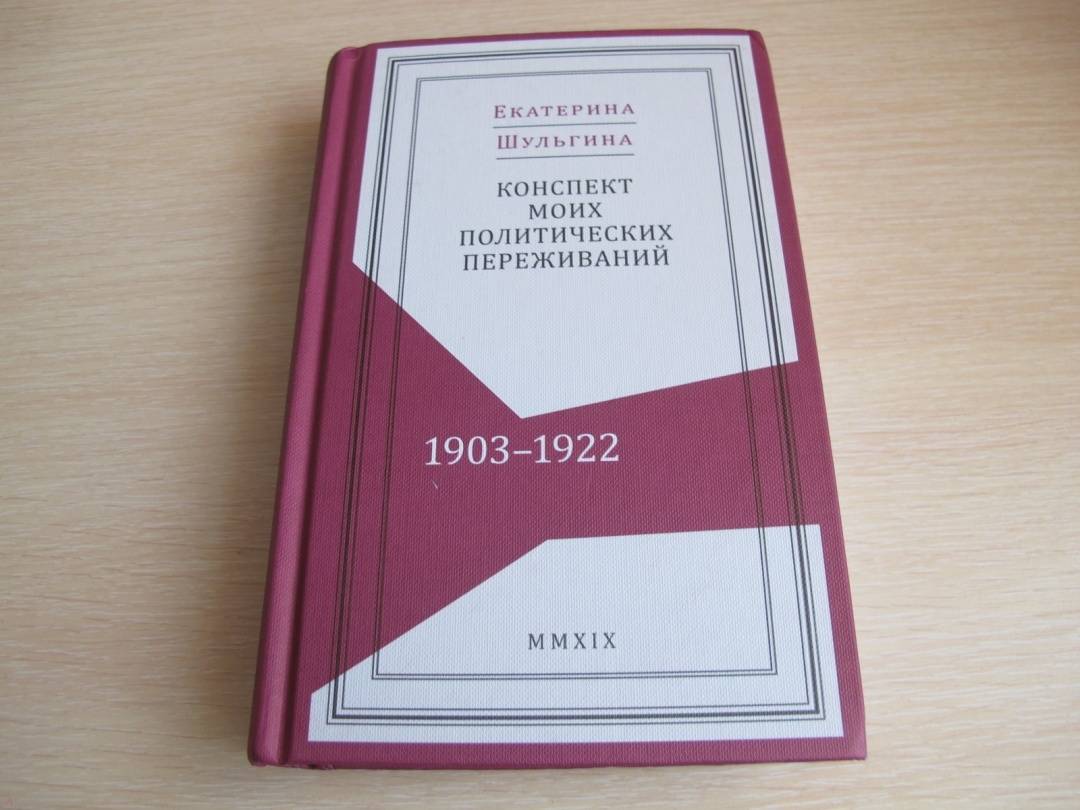 ЕКАТЕРИНА
ШУЛЬГИНА
КОНСПЕКТ
МОИХ
ПОЛИТИЧЕСКИХ
ПЕРЕЖИВАНИЙ
1903–1922
MMXIX